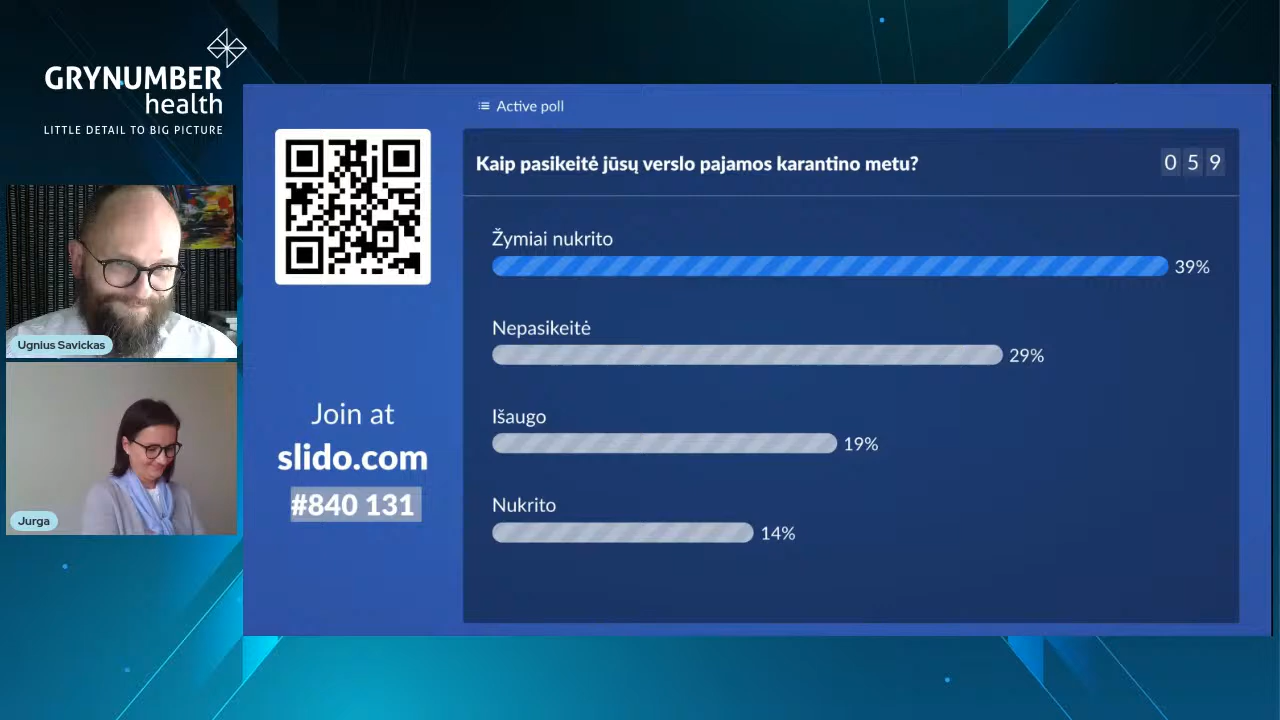 GRYNUMBER
health
LITTLE DETAIL TO BIG PICTURE
Ugnius Savickas
Jurga
Join at
slido.com
#840 131
Active poll
Kaip pasikeitė jūsų verslo pajamos karantino metu?
0 5 9
Žymiai nukrito
39%
Nepasikeitė
29%
Išaugo
19%
Nukrito
14%